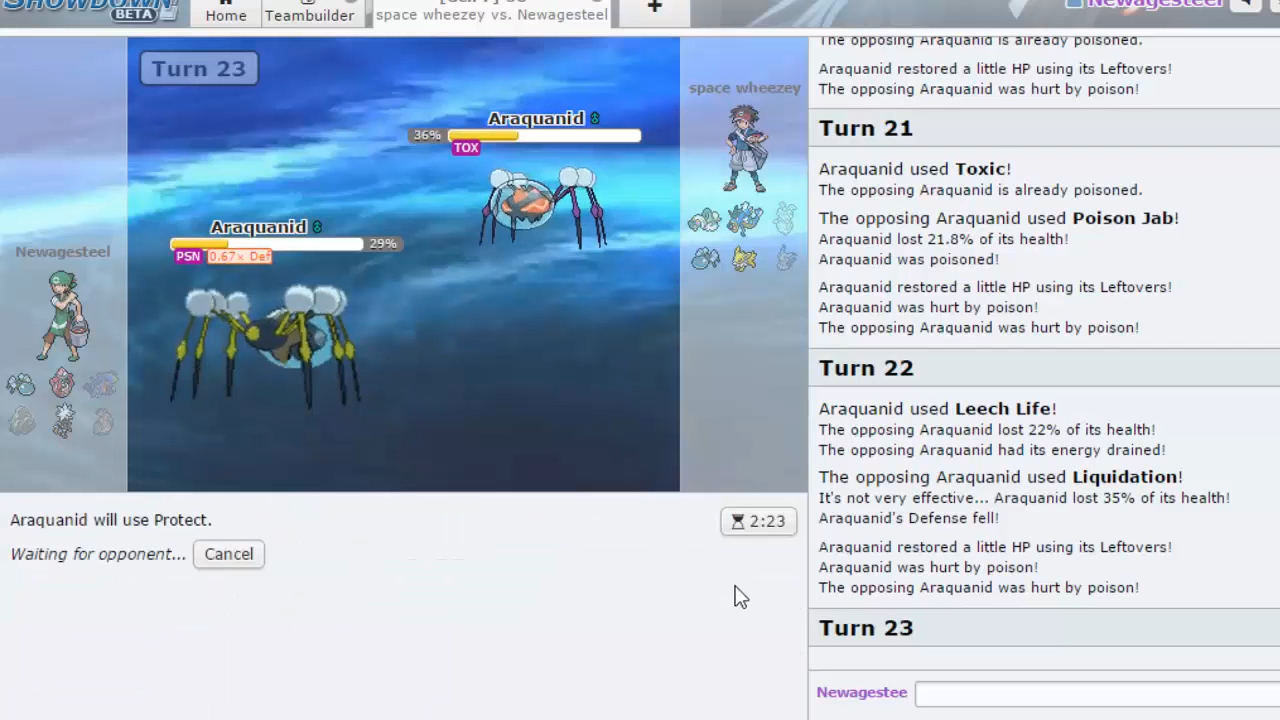 SHOWDOWN
BETA
Home
Teambuilder
space wheezey vs. Newagesteel
+
Newagesteel
Turn 23
Araquanid
36%
TOX
Araquanid
29%
PSN 0.67× Def
Newagesteel
space wheezey
Araquanid will use Protect.
Waiting for opponent... Cancel
2:23
The opposing Araquanid is already poisoned.
Araquanid restored a little HP using its Leftovers!
The opposing Araquanid was hurt by poison!
Turn 21
Araquanid used Toxic!
The opposing Araquanid is already poisoned.
The opposing Araquanid used Poison Jab!
Araquanid lost 21.8% of its health!
Araquanid was poisoned!
Araquanid restored a little HP using its Leftovers!
Araquanid was hurt by poison!
The opposing Araquanid was hurt by poison!
Turn 22
Araquanid used Leech Life!
The opposing Araquanid lost 22% of its health!
The opposing Araquanid had its energy drained!
The opposing Araquanid used Liquidation!
It's not very effective... Araquanid lost 35% of its health!
Araquanid's Defense fell!
Araquanid restored a little HP using its Leftovers!
Araquanid was hurt by poison!
The opposing Araquanid was hurt by poison!
Turn 23
Newagestee